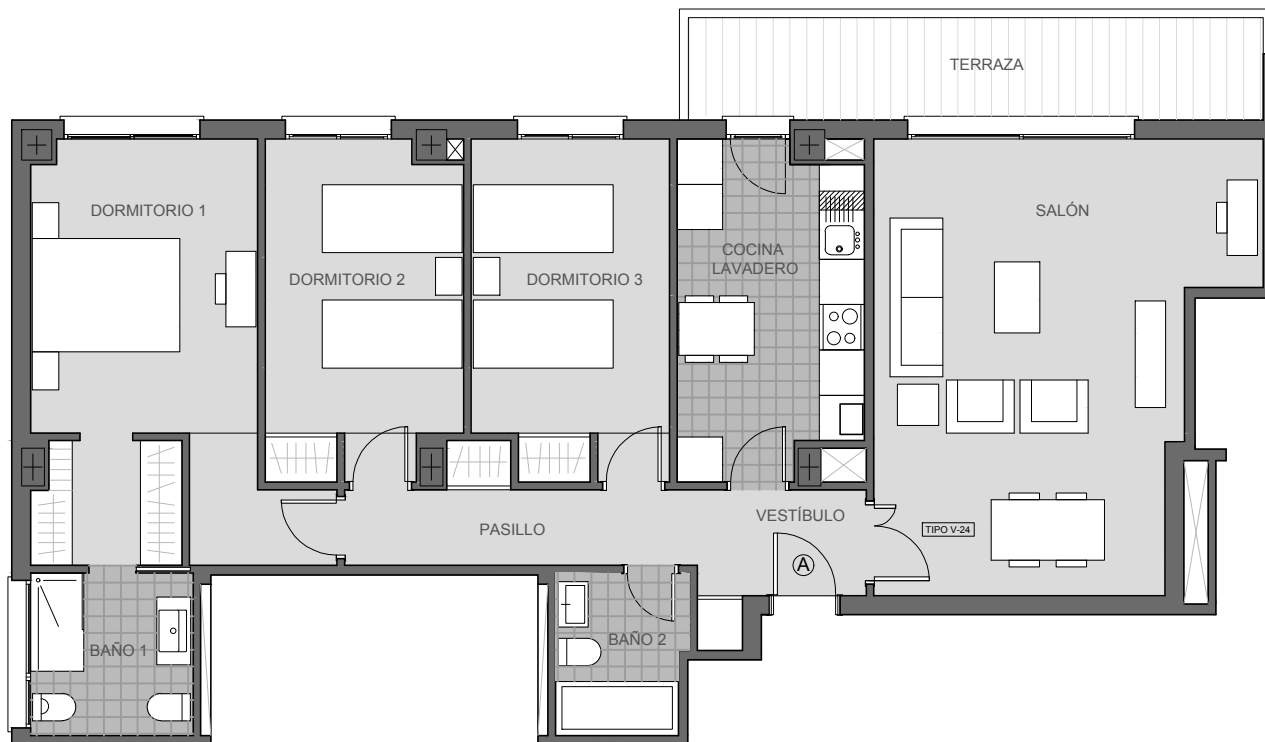 TERRAZA
DORMITORIO 1
SALÓN
COCINA
LAVADERO
DORMITORIO 2
DORMITORIO 3
VESTÍBULO
PASILLO
TIPO V-24
A
BAÑO 1
BAÑO 2